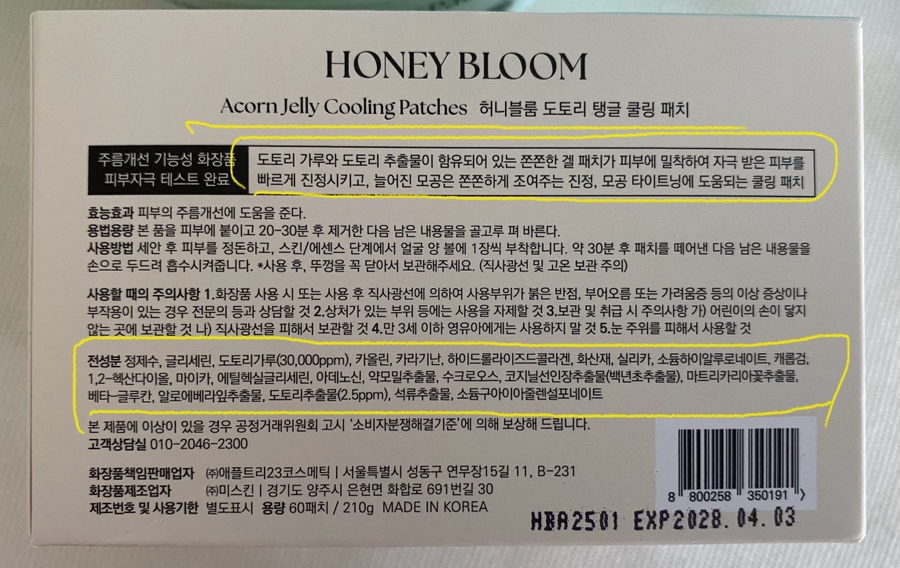 HONEY BLOOM
Acorn Jelly Cooling Patches 허니블룸 도토리 탱글 쿨링 패치
주름개선 기능성 화장품
피부자극 테스트 완료
도토리 가루와 도토리 추출물이 함유되어 있는 쫀쫀한 겔 패치가 피부에 밀착하여 자극 받은 피부를
빠르게 진정시키고, 늘어진 모공은 쫀쫀하게 조여주는 진정, 모공 타이트닝에 도움되는 쿨링 패치
효능효과 피부의 주름개선에 도움을 준다.
용법용량 본 품을 피부에 붙이고 20-30분 후 제거한 다음 남은 내용물을 골고루 펴 바른다.
사용방법 세안 후 피부를 정돈하고, 스킨/에센스 단계에서 얼굴 양 볼에 1장씩 부착합니다. 약 30분 후 패치를 떼어낸 다음 남은 내용물을
손으로 두드려 흡수시켜줍니다. *사용 후, 뚜껑을 꼭 닫아서 보관해주세요. (직사광선 및 고온 보관 주의)
사용할 때의 주의사항 1.화장품 사용 시 또는 사용 후 직사광선에 의하여 사용부위가 붉은 반점, 부어오름 또는 가려움증 등의 이상 증상이나
부작용이 있는 경우 전문의 등과 상담할 것 2.상처가 있는 부위 등에는 사용을 자제할 것 3.보관 및 취급 시 주의사항 가) 어린이의 손이 닿지
않는 곳에 보관할 것 나) 직사광선을 피해서 보관할 것 4.만 3세 이하 영유아에게는 사용하지 말 것 5.눈 주위를 피해서 사용할 것
전성분 정제수, 글리세린, 도토리가루(30,000ppm), 카올린, 카라기난, 하이드롤라이즈드콜라겐, 화산재, 실리카, 소듐하이알루로네이트, 캐롭검,
1,2-헥산다이올, 마이카, 에틸헥실글리세린, 아데노신, 약모밀추출물, 수크로오스, 코지닐선인장추출물(백년초추출물), 마트리카리아꽃추출물,
베타-글루칸, 알로에베라잎추출물, 도토리추출물(2.5ppm), 석류추출물, 소듐구아이아줄렌설포네이트
본 제품에 이상이 있을 경우 공정거래위원회 고시 '소비자분쟁해결기준'에 의해 보상해 드립니다.
고객상담실 010-2046-2300
화장품책임판매업자 ㈜애플트리23코스메틱 | 서울특별시 성동구 연무장15길 11, B-231
화장품제조업자 ㈜미스킨 | 경기도 양주시 은현면 화합로 691번길 30
제조번호 및 사용기한 별도표시 용량 60패치 / 210g MADE IN KOREA
8 800258 350191
HBA2501 EXP2028.04.03